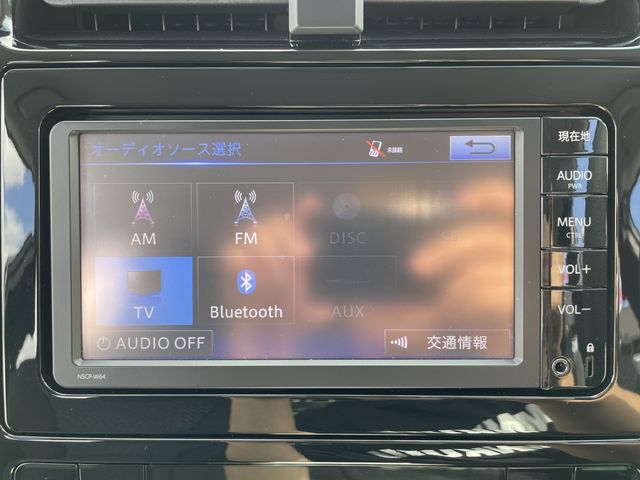 オーディオソース選択
未接続
AM
FM
DISC
TV
Bluetooth
AUX
AUDIO OFF
交通情報
NSCP-W64
現在地
AUDIO
PWR
MENU
CTRL
VOL+
VOL-